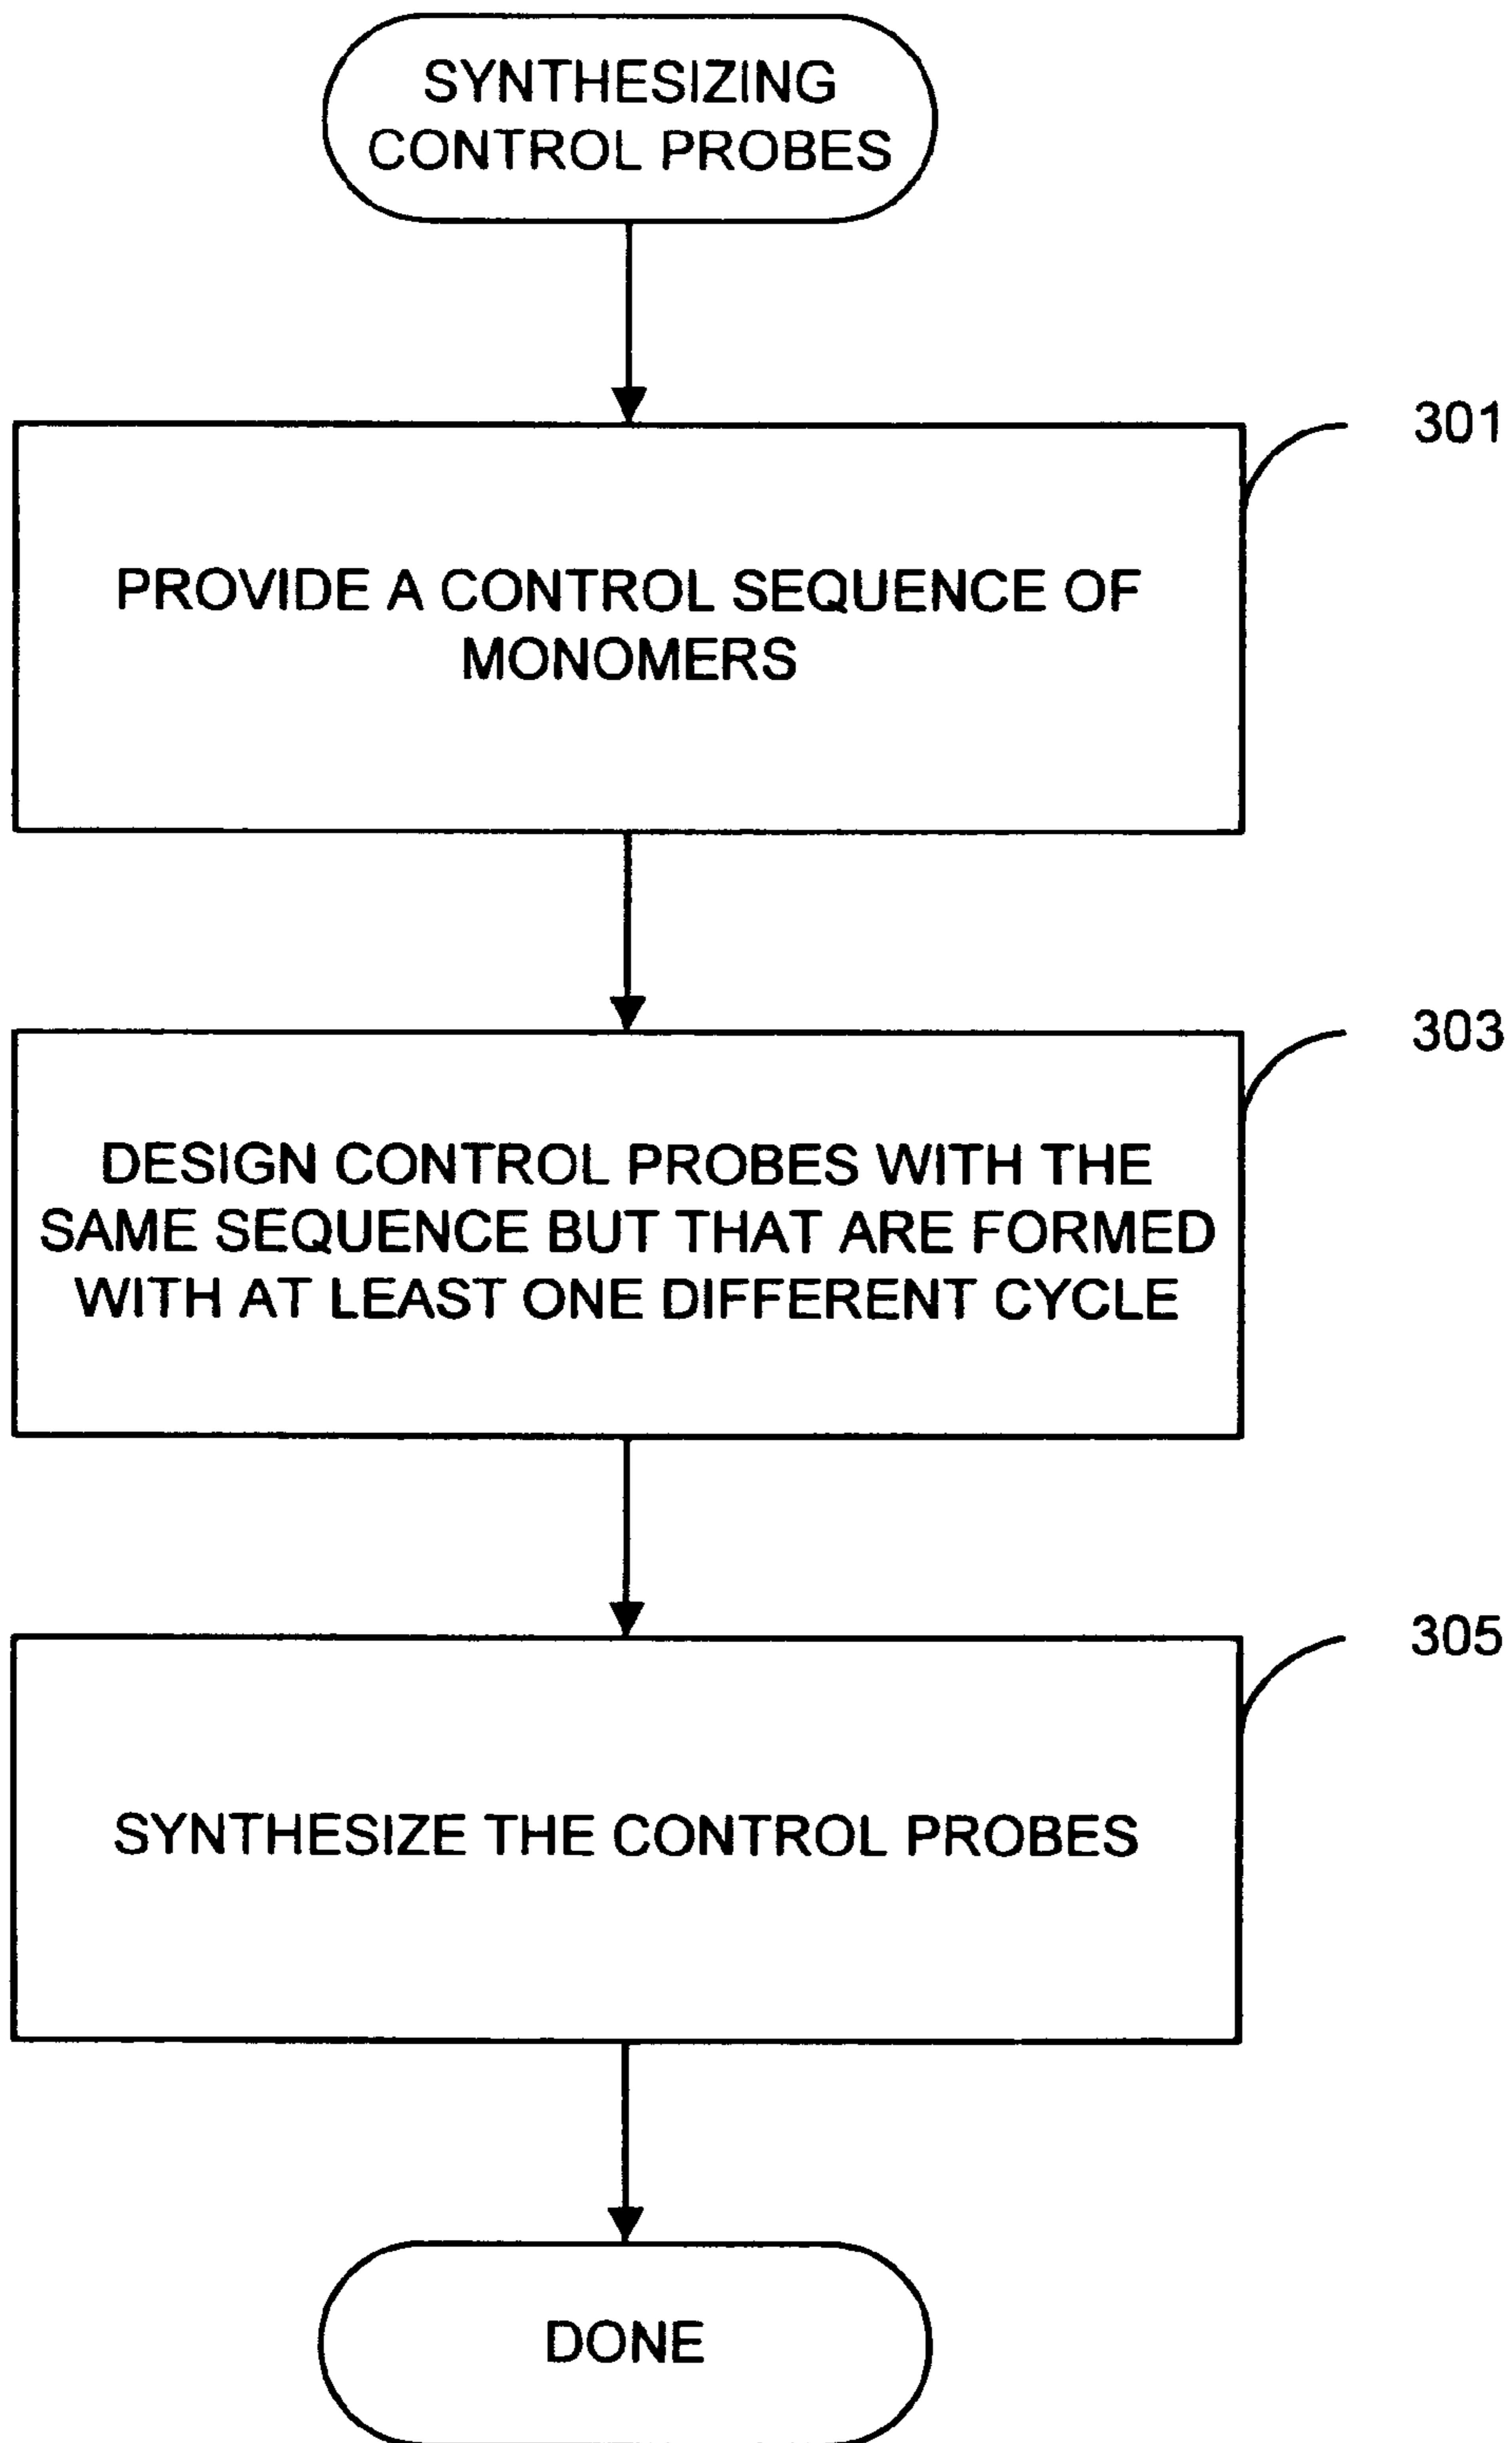 SYNTHESIZING
CONTROL PROBES
301
PROVIDE A CONTROL SEQUENCE OF
MONOMERS
303
DESIGN CONTROL PROBES WITH THE
SAME SEQUENCE BUT THAT ARE FORMED
WITH AT LEAST ONE DIFFERENT CYCLE
305
SYNTHESIZE THE CONTROL PROBES
DONE